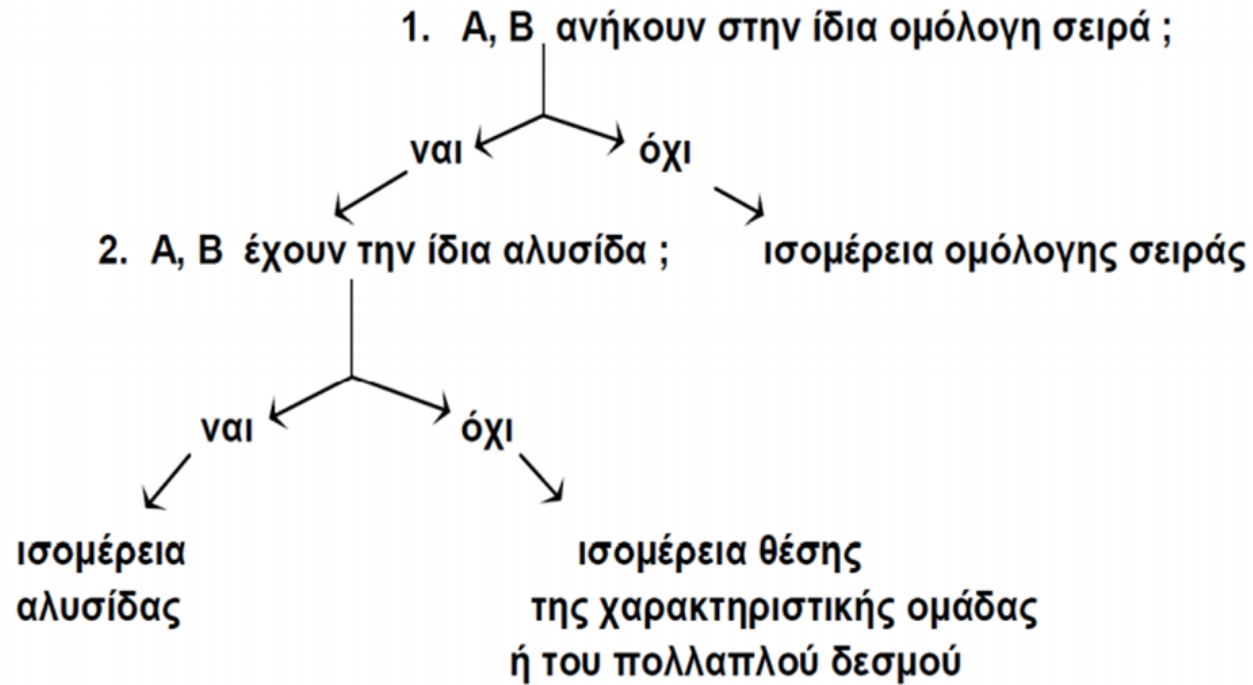 1. Α, Β ανήκουν στην ίδια ομόλογη σειρά ;
ναι όχι
2. Α, Β έχουν την ίδια αλυσίδα ; ισομέρεια ομόλογης σειράς
ναι όχι
ισομέρεια ισομέρεια θέσης
αλυσίδας της χαρακτηριστικής ομάδας
ή του πολλαπλού δεσμού